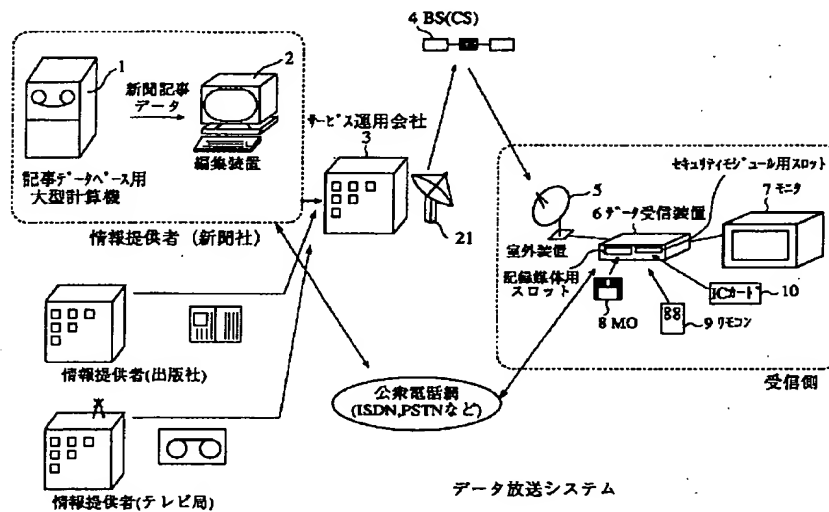 4 BS(CS)
1
2
新聞記事
データ
編集装置
記事データベース用
大型計算機
情報提供者 (新聞社)
サービス運用会社
3
21
セキュリティモジュール用スロット
5
6 データ受信装置
7 モニタ
室外装置
記録媒体用
スロット
8 MO
ICカード
10
9 リモコン
受信側
情報提供者(出版社)
公衆電話網
(ISDN,PSTNなど)
情報提供者(テレビ局)
データ放送システム